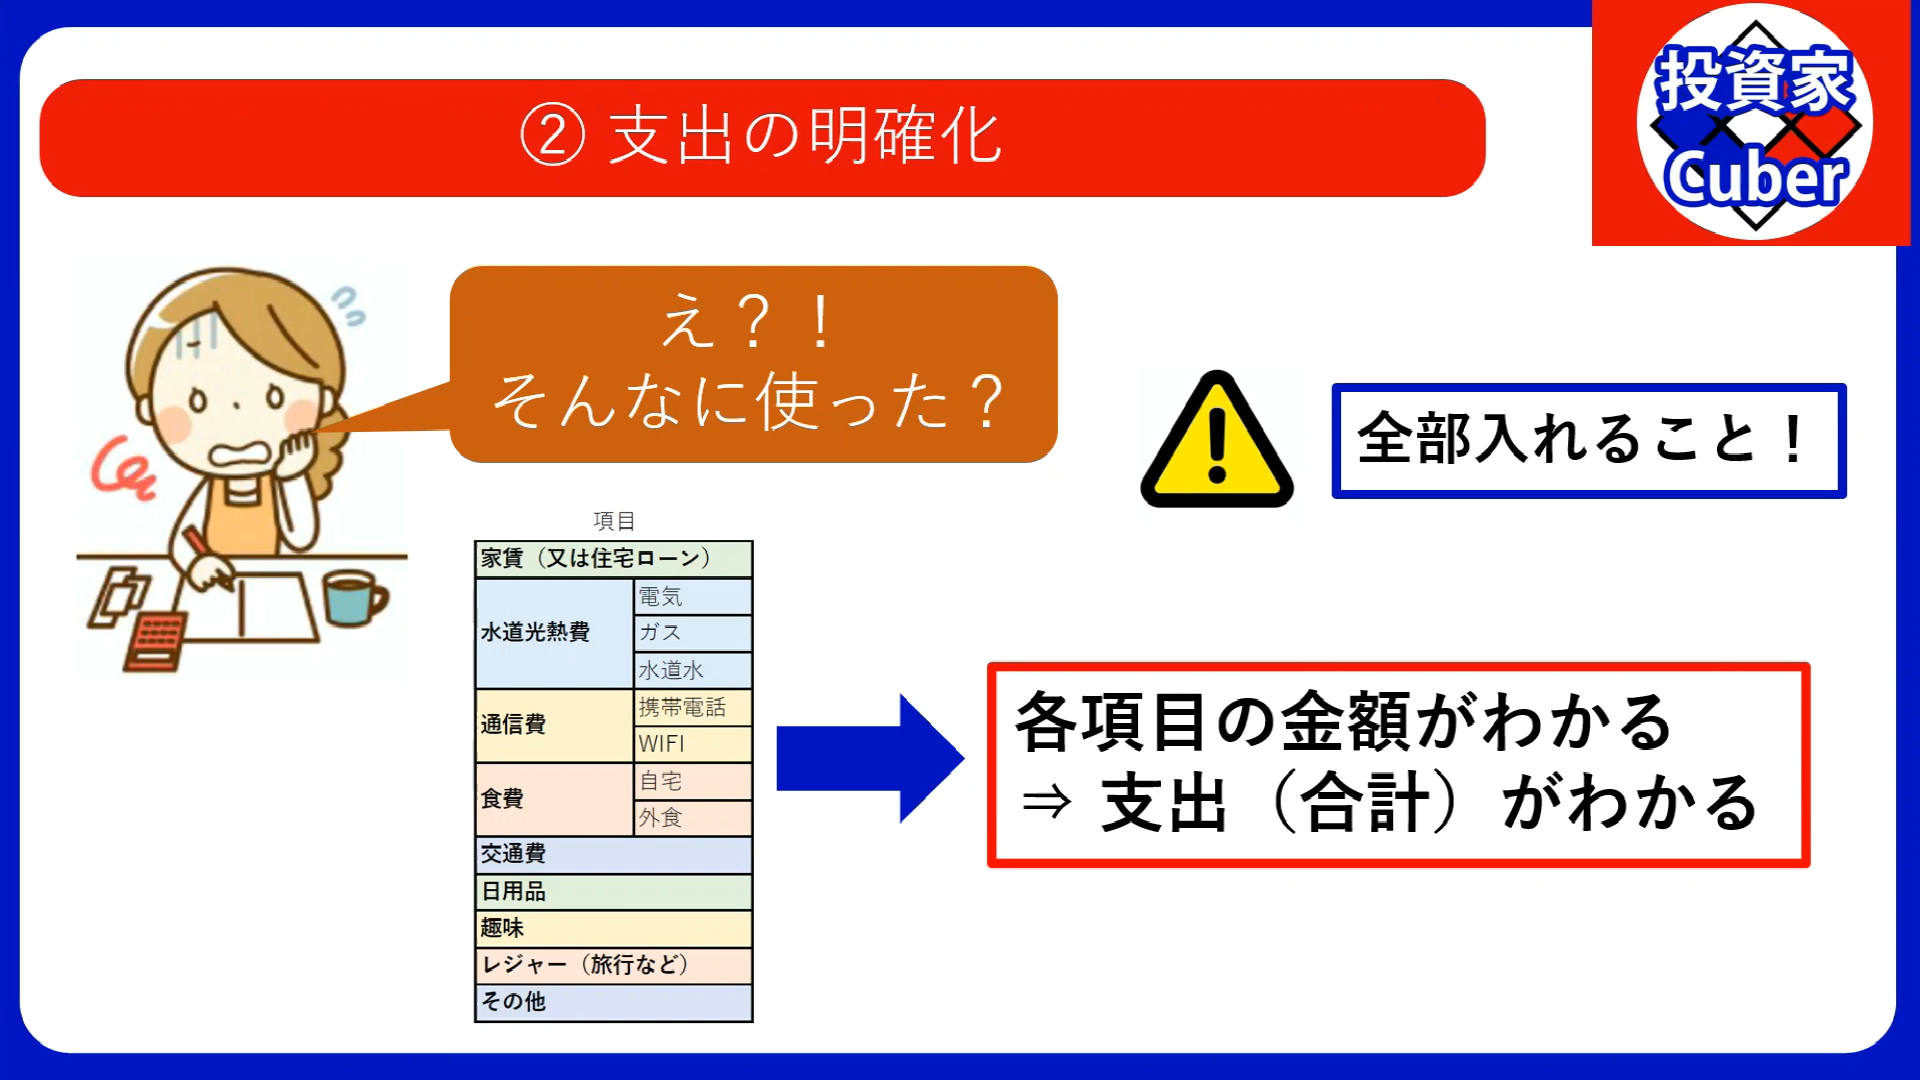 ② 支出の明確化
投資家
Cuber
え？！
そんなに使った？
全部入れること！
項目
家賃（又は住宅ローン）
水道光熱費
電気
ガス
水道水
通信費
携帯電話
WIFI
食費
自宅
外食
交通費
日用品
趣味
レジャー（旅行など）
その他
各項目の金額がわかる
⇒ 支出（合計）がわかる